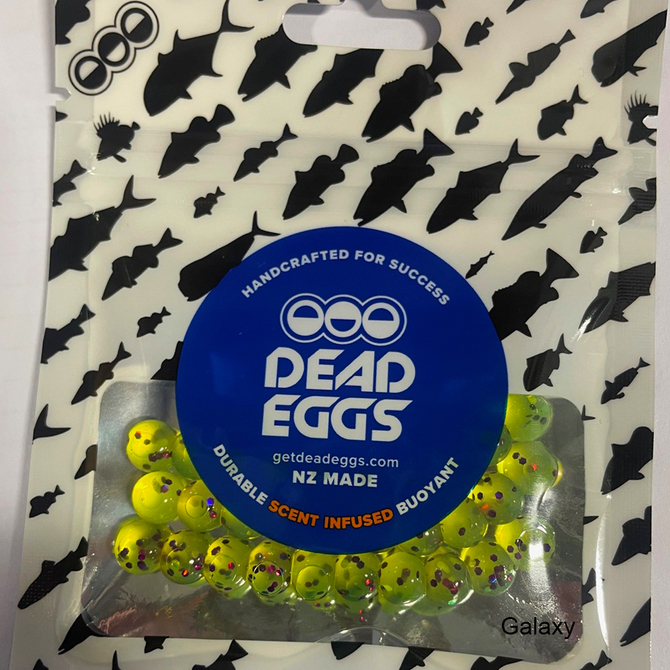 HANDCRAFTED FOR SUCCESS
DEAD
EGGS
getdeadeggs.com
NZ MADE
DURABLE SCENT INFUSED BUOYANT
Galaxy